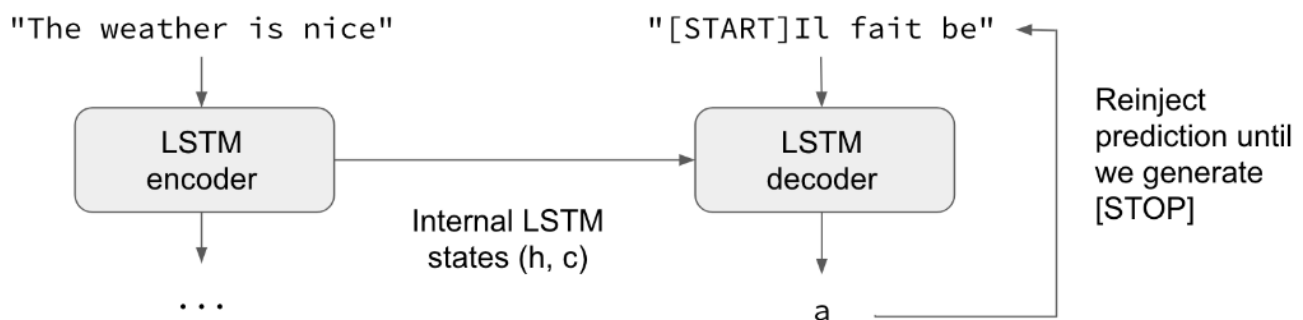 "The weather is nice"
"[START]Il fait be"
LSTM
encoder
Internal LSTM
states (h, c)
LSTM
decoder
Reinject
prediction until
we generate
[STOP]
...
a